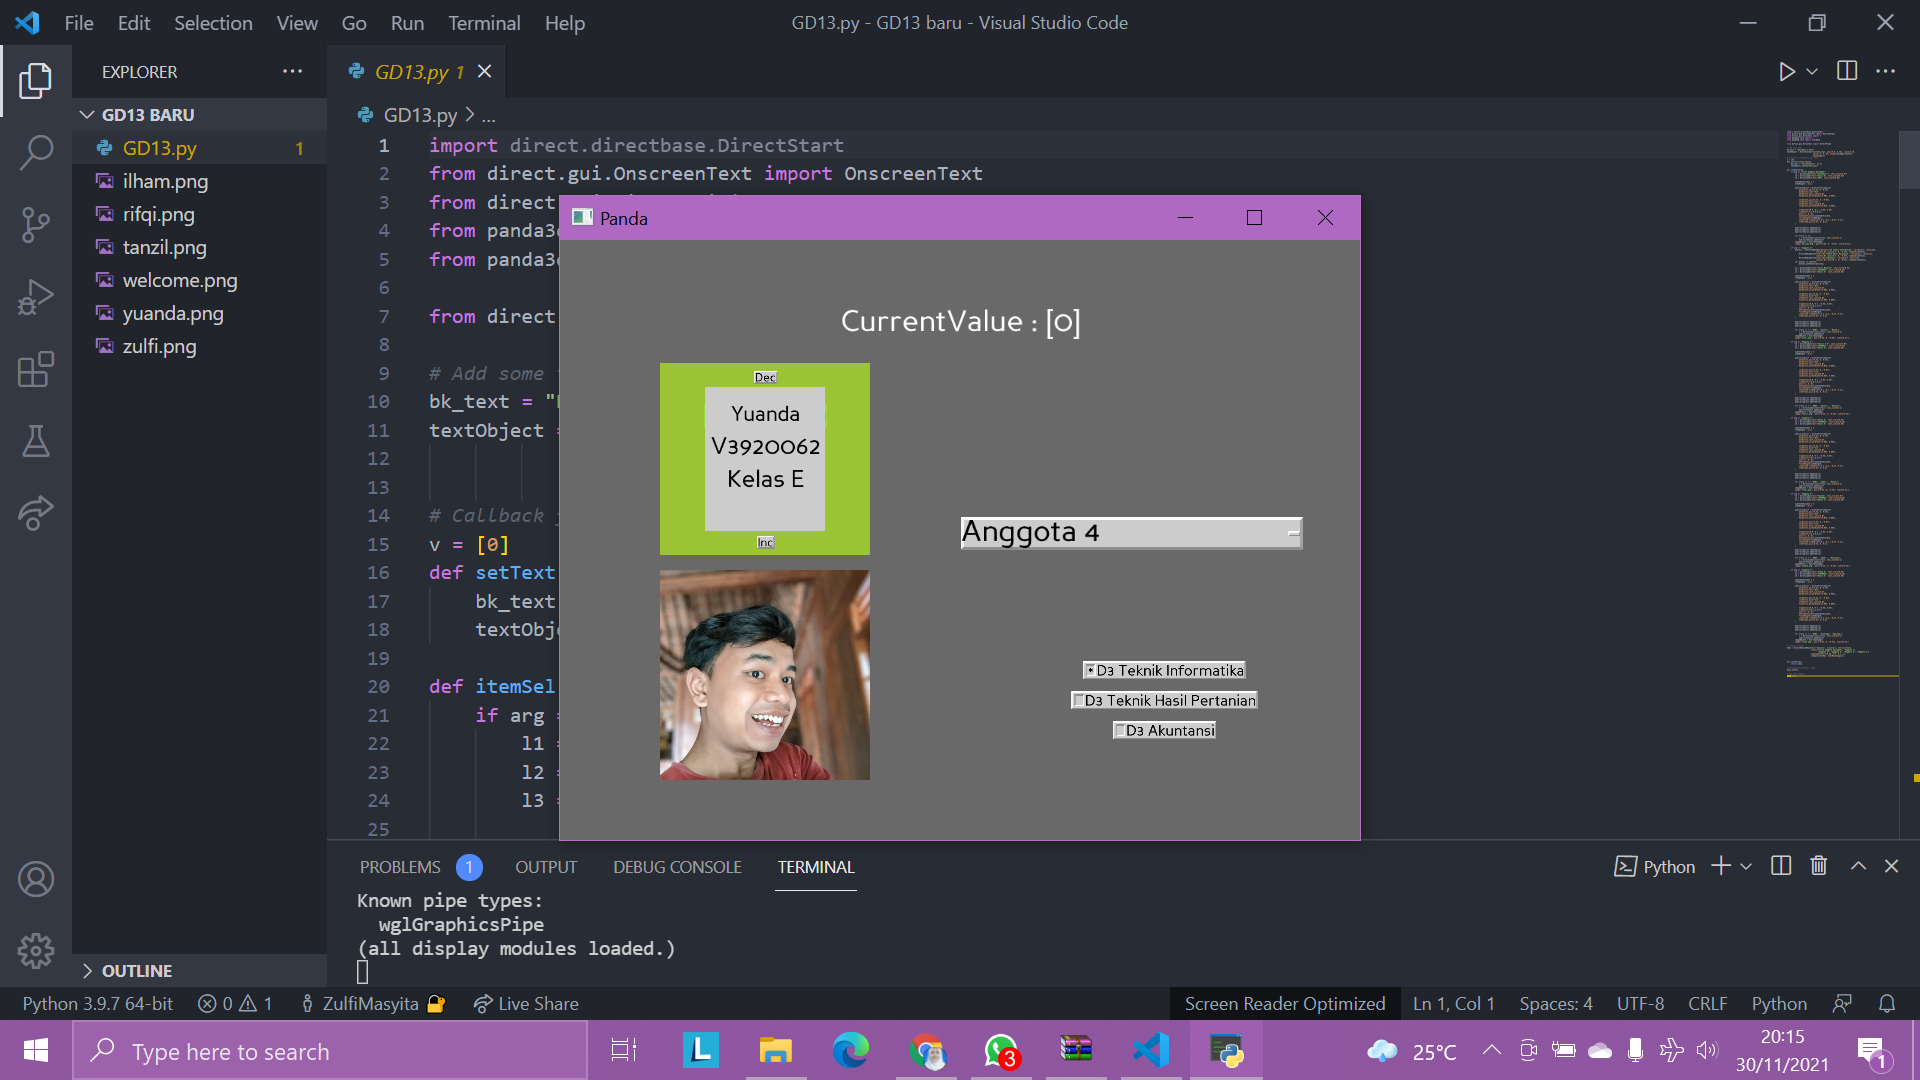 File Edit Selection View Go Run Terminal Help
GD13.py - GD13 baru - Visual Studio Code
EXPLORER
GD13 BARU
GD13.py 1
ilham.png
rifqi.png
tanzil.png
welcome.png
yuanda.png
zulfi.png
OUTLINE
GD13.py 1
GD13.py > ...
1 import direct.directbase.DirectStart
2 from direct.gui.OnscreenText import OnscreenText
3 from direct
4 from panda3
5 from panda3
6
7 from direct
8
9 # Add some
10 bk_text = "
11 textObject =
12
13
14 # Callback
15 v = [0]
16 def setText
17 bk_text
18 textObj
19
20 def itemSel
21 if arg =
22 l1 =
23 l2 =
24 l3 =
25
Panda
CurrentValue : [0]
Dec
Yuanda
V3920062
Kelas E
Inc
Anggota 4
D3 Teknik Informatika
D3 Teknik Hasil Pertanian
D3 Akuntansi
PROBLEMS 1 OUTPUT DEBUG CONSOLE TERMINAL
Python
Known pipe types:
wglGraphicsPipe
(all display modules loaded.)
Python 3.9.7 64-bit 0 1 ZulfiMasyita Live Share
Screen Reader Optimized Ln 1, Col 1 Spaces: 4 UTF-8 CRLF Python
Type here to search
L
3
25°C
20:15
30/11/2021
1